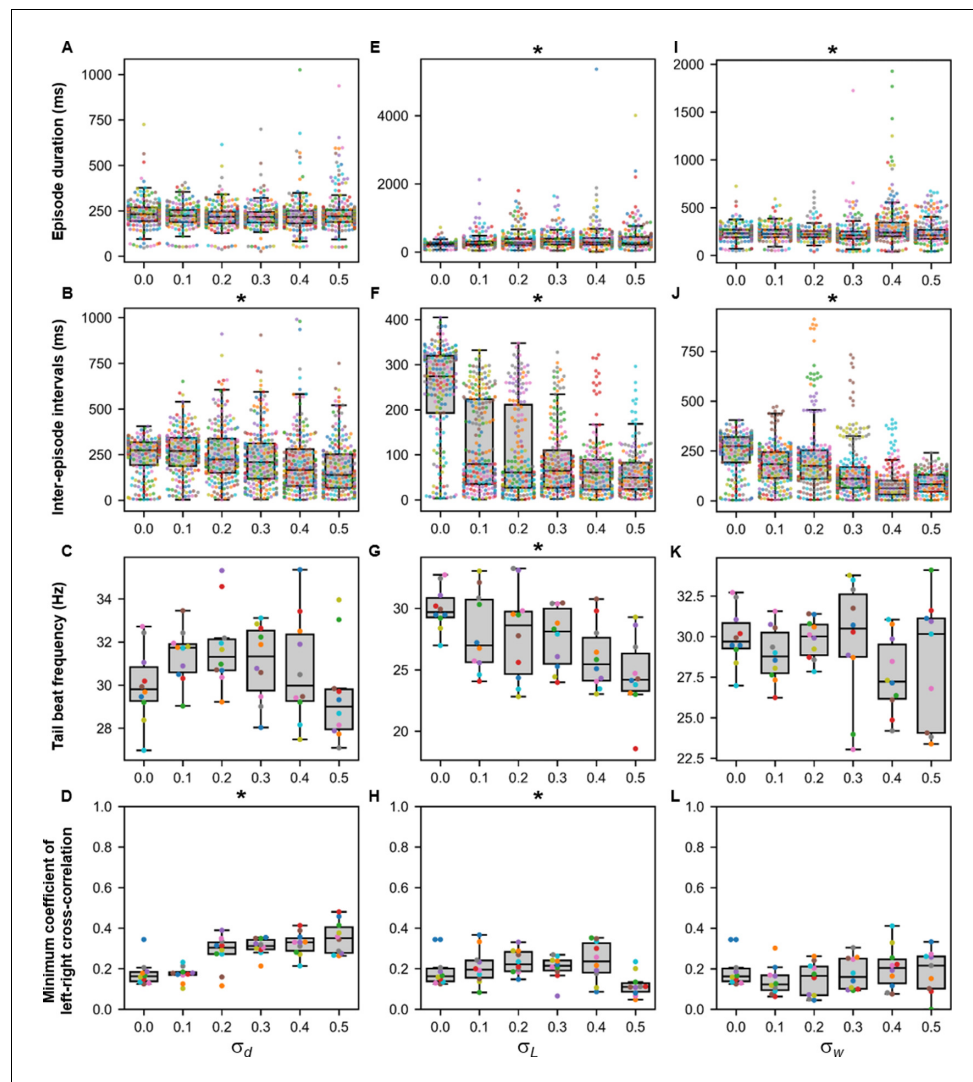 A E * I *
Episode duration (ms)
1000
750
500
250
0
0.0 0.1 0.2 0.3 0.4 0.5
4000
2000
0
0.0 0.1 0.2 0.3 0.4 0.5
2000
1500
1000
500
0
0.0 0.1 0.2 0.3 0.4 0.5
B * F * J *
Inter-episode intervals (ms)
1000
750
500
250
0
0.0 0.1 0.2 0.3 0.4 0.5
400
300
200
100
0
0.0 0.1 0.2 0.3 0.4 0.5
750
500
250
0
0.0 0.1 0.2 0.3 0.4 0.5
C G * K
Tail beat frequency (Hz)
34
32
30
28
0.0 0.1 0.2 0.3 0.4 0.5
30
25
20
0.0 0.1 0.2 0.3 0.4 0.5
32.5
30.0
27.5
25.0
22.5
0.0 0.1 0.2 0.3 0.4 0.5
D * H * L
Minimum coefficient of
left-right cross-correlation
1.0
0.8
0.6
0.4
0.2
0.0
0.0 0.1 0.2 0.3 0.4 0.5
σd
1.0
0.8
0.6
0.4
0.2
0.0
0.0 0.1 0.2 0.3 0.4 0.5
σL
1.0
0.8
0.6
0.4
0.2
0.0
0.0 0.1 0.2 0.3 0.4 0.5
σw